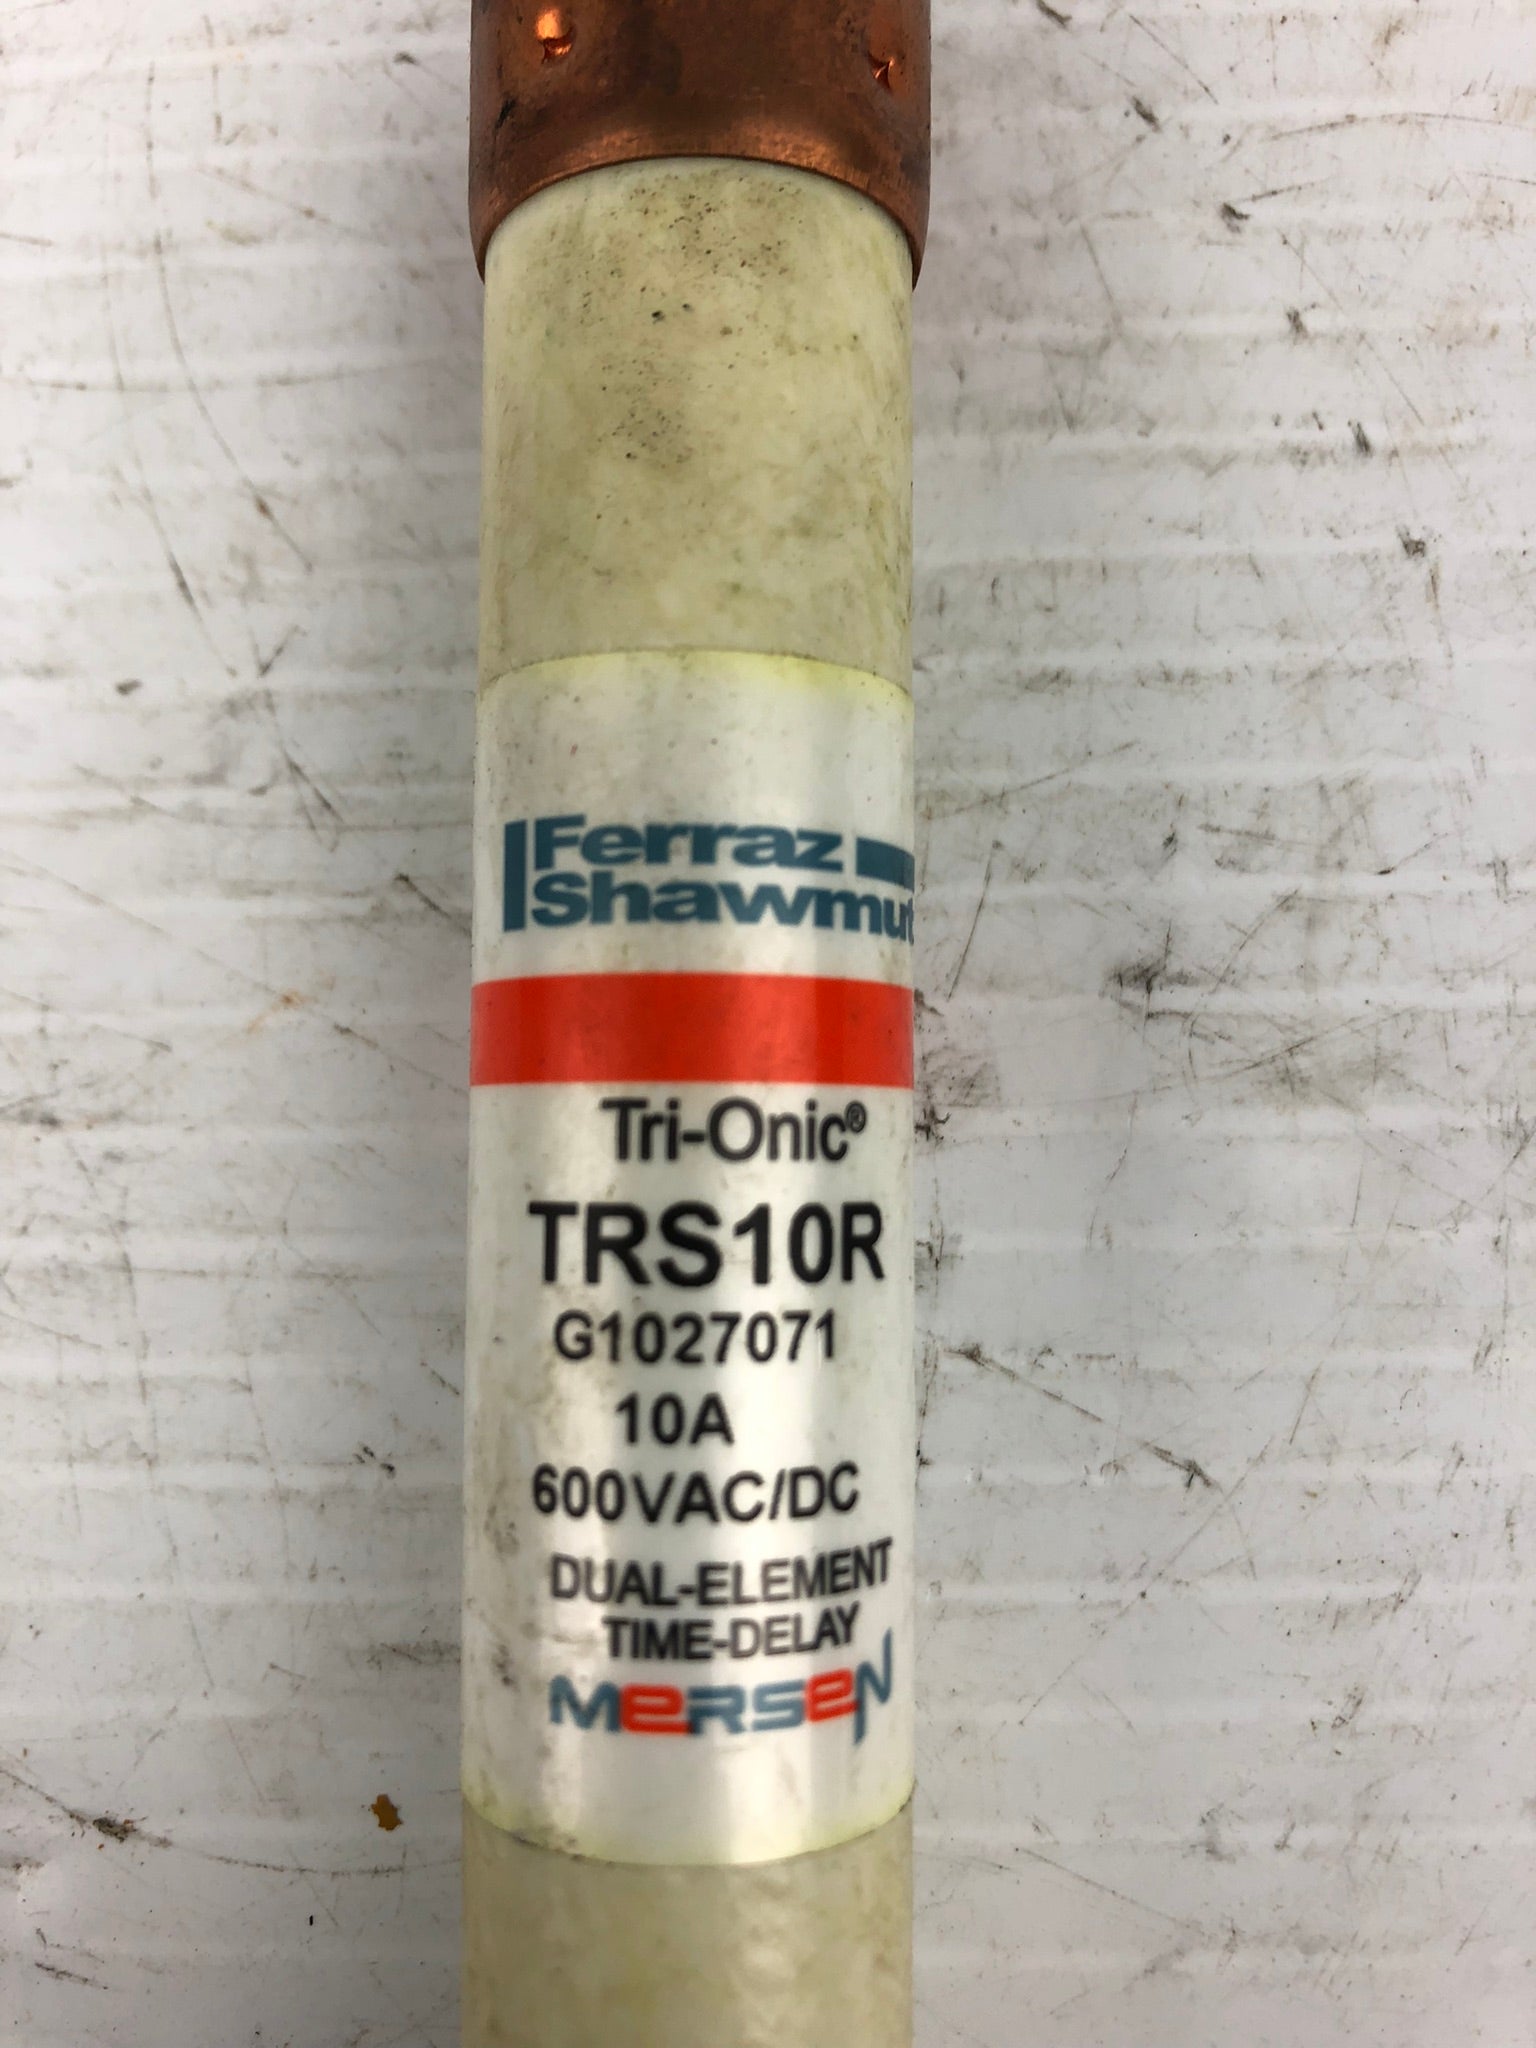 Ferraz
Shawmut
Tri-Onic®
TRS10R
G1027071
10A
600VAC/DC
DUAL-ELEMENT
TIME-DELAY
MERSEN